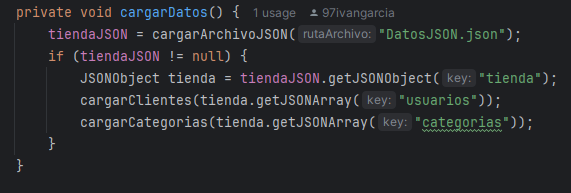 private void cargarDatos() { 1 usage 97ivangarcia
tiendaJSON = cargarArchivoJSON( rutaArchivo: "DatosJSON.json");
if (tiendaJSON != null) {
JSONObject tienda = tiendaJSON.getJSONObject( key: "tienda");
cargarClientes(tienda.getJSONArray( key: "usuarios"));
cargarCategorias(tienda.getJSONArray( key: "categorias"));
}
}